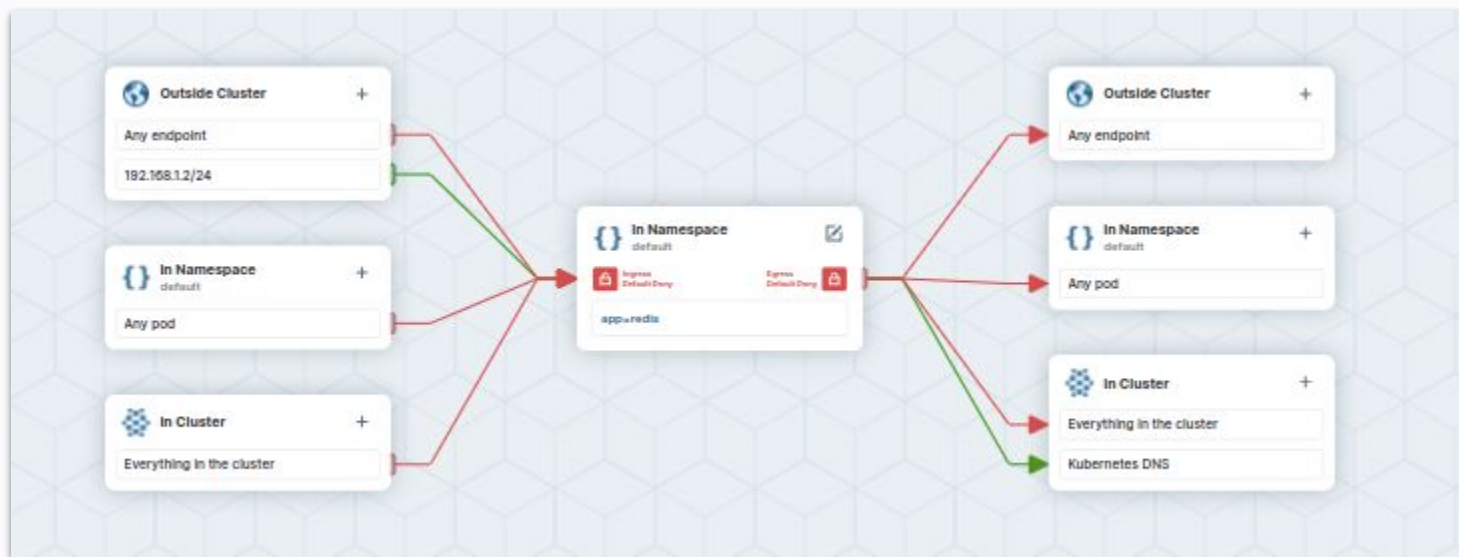 Outside Cluster +
Any endpoint
192.168.1.2/24
In Namespace +
default
Any pod
In Cluster +
Everything in the cluster
In Namespace
default
Ingress
Default Deny
Egress
Default Deny
app=redis
Outside Cluster +
Any endpoint
In Namespace +
default
Any pod
In Cluster +
Everything in the cluster
Kubernetes DNS